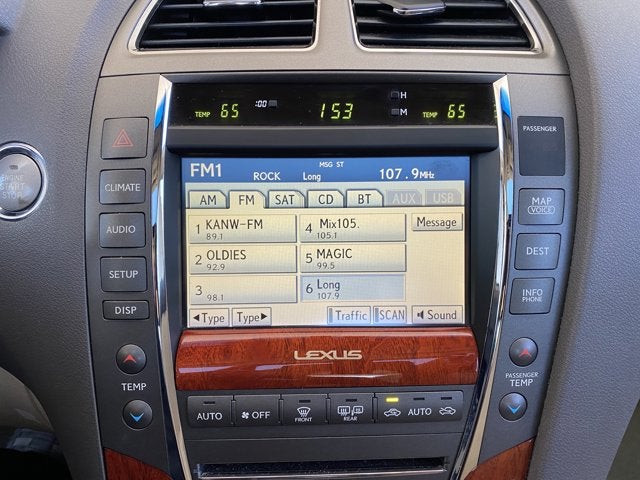 TEMP 65 :00 153 H M TEMP 65
FM1 ROCK MSG ST Long 107.9MHz
AM FM SAT CD BT AUX USB
1 KANW-FM 89.1
4 Mix105. 105.1
Message
2 OLDIES 92.9
5 MAGIC 99.5
3 98.1
6 Long 107.9
◀Type Type▶ Traffic SCAN Sound
ENGINE START STOP
CLIMATE
AUDIO
SETUP
DISP
TEMP
PASSENGER
MAP VOICE
DEST
INFO PHONE
PASSENGER TEMP
LEXUS
AUTO OFF FRONT REAR AUTO